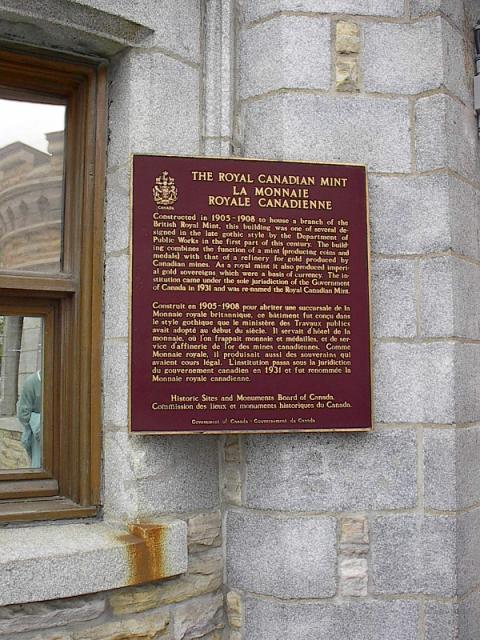 THE ROYAL CANADIAN MINT
LA MONNAIE
ROYALE CANADIENNE
CANADA
Constructed in 1905-1908 to house a branch of the
British Royal Mint, this building was one of several de-
signed in the late gothic style by the Department of
Public Works in the first part of this century. The build-
ing combines the function of a mint (producing coins and
medals) with that of a refinery for gold produced by
Canadian mines. As a royal mint it also produced imperi-
al gold sovereigns which were a basis of currency. The in-
stitution came under the sole jurisdiction of the Government
of Canada in 1931 and was re-named the Royal Canadian Mint.
Construit en 1905-1908 pour abriter une succursale de la
Monnaie royale britannique, ce bâtiment fut conçu dans
le style gothique que le ministère des Travaux publics
avait adopté au début du siècle. Il servait d'hôtel de la
monnaie, où l'on frappait monnaie et médailles, et de ser-
vice d'affinerie de l'or des mines canadiennes. Comme
Monnaie royale, il produisait aussi des souverains qui
avaient cours légal. L'institution passa sous la juridiction
du gouvernement canadien en 1931 et fut renommée la
Monnaie royale canadienne.
Historic Sites and Monuments Board of Canada.
Commission des lieux et monuments historiques du Canada.
Government of Canada - Gouvernement du Canada